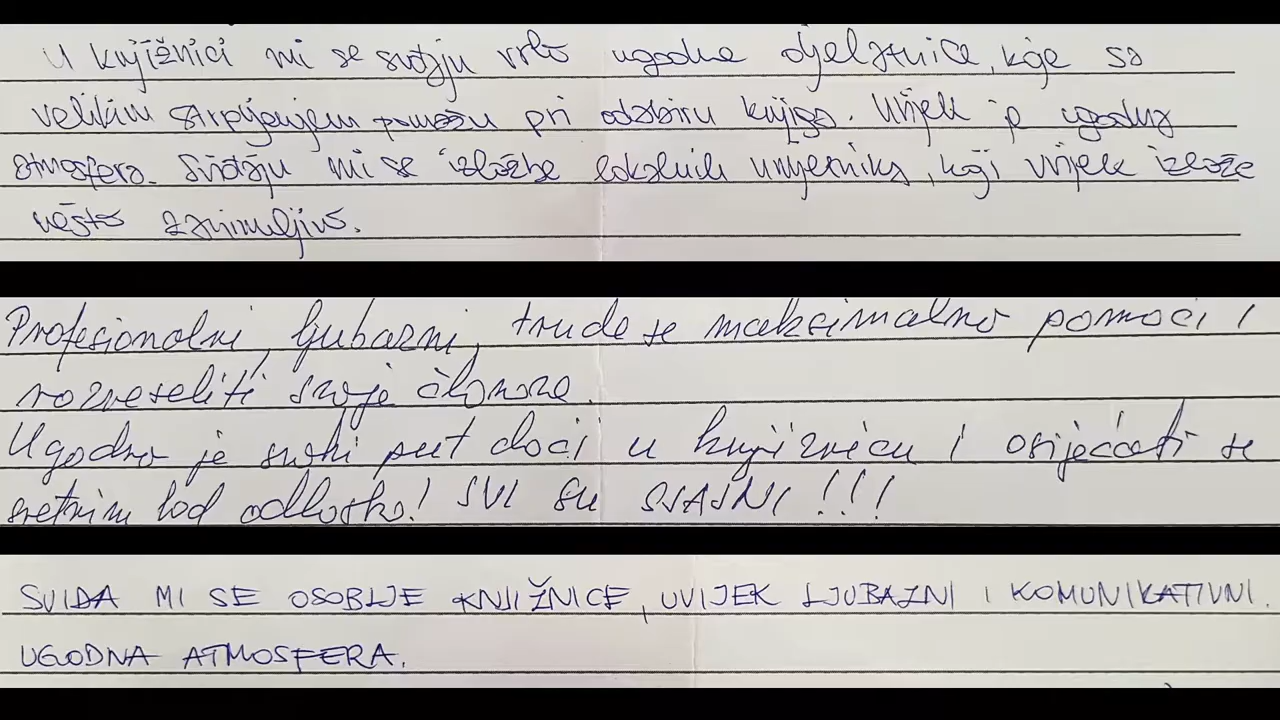 U knjižnici mi se sviđaju vrlo ugodne djelatnice, koje sa
velikim strpljenjem pomažu pri odabiru knjiga. Uvijek je ugodna
atmosfera. Sviđaju mi se izložbe lokalnih umjetnika, koji uvijek izlože
nešto zanimljivo.
Profesionalni, ljubazni, trude se maksimalno pomoći i
razveseliti svoje članove.
Ugodno je svaki put doći u knjižnicu i osjećati se
sretnim kod odlaska! SVI SU SJAJNI!!!
SVIĐA MI SE OSOBLJE KNJIŽNICE, UVIJEK LJUBAZNI I KOMUNIKATIVNI.
UGODNA ATMOSFERA.